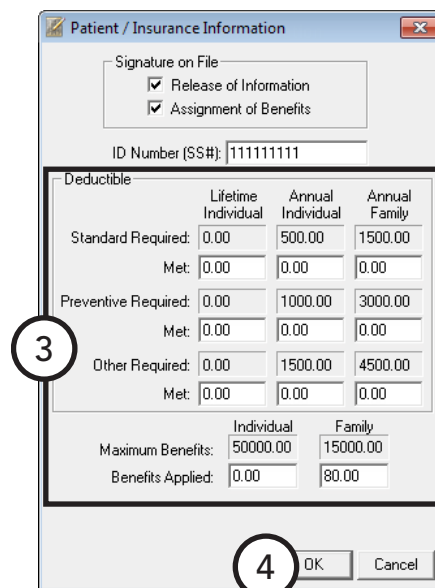 Patient / Insurance Information
Signature on File
Release of Information
Assignment of Benefits
ID Number (SS#): 111111111
Deductible
Lifetime Individual Annual Individual Annual Family
Standard Required: 0.00 500.00 1500.00
Met: 0.00 0.00 0.00
Preventive Required: 0.00 1000.00 3000.00
Met: 0.00 0.00 0.00
3
Other Required: 0.00 1500.00 4500.00
Met: 0.00 0.00 0.00
Individual Family
Maximum Benefits: 50000.00 15000.00
Benefits Applied: 0.00 80.00
4 OK Cancel